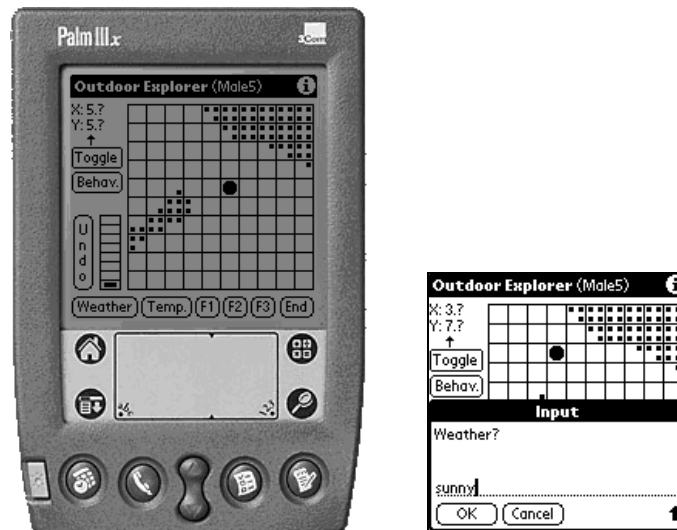 Palm IIIx
3Com
Outdoor Explorer (Male5)
X: 5.?
Y: 5.?
Toggle
Behav.
Undo
Weather Temp. F1 F2 F3 End
Outdoor Explorer (Male5)
X: 3.?
Y: 7.?
Toggle
Behav.
Input
Weather?
sunny
OK Cancel